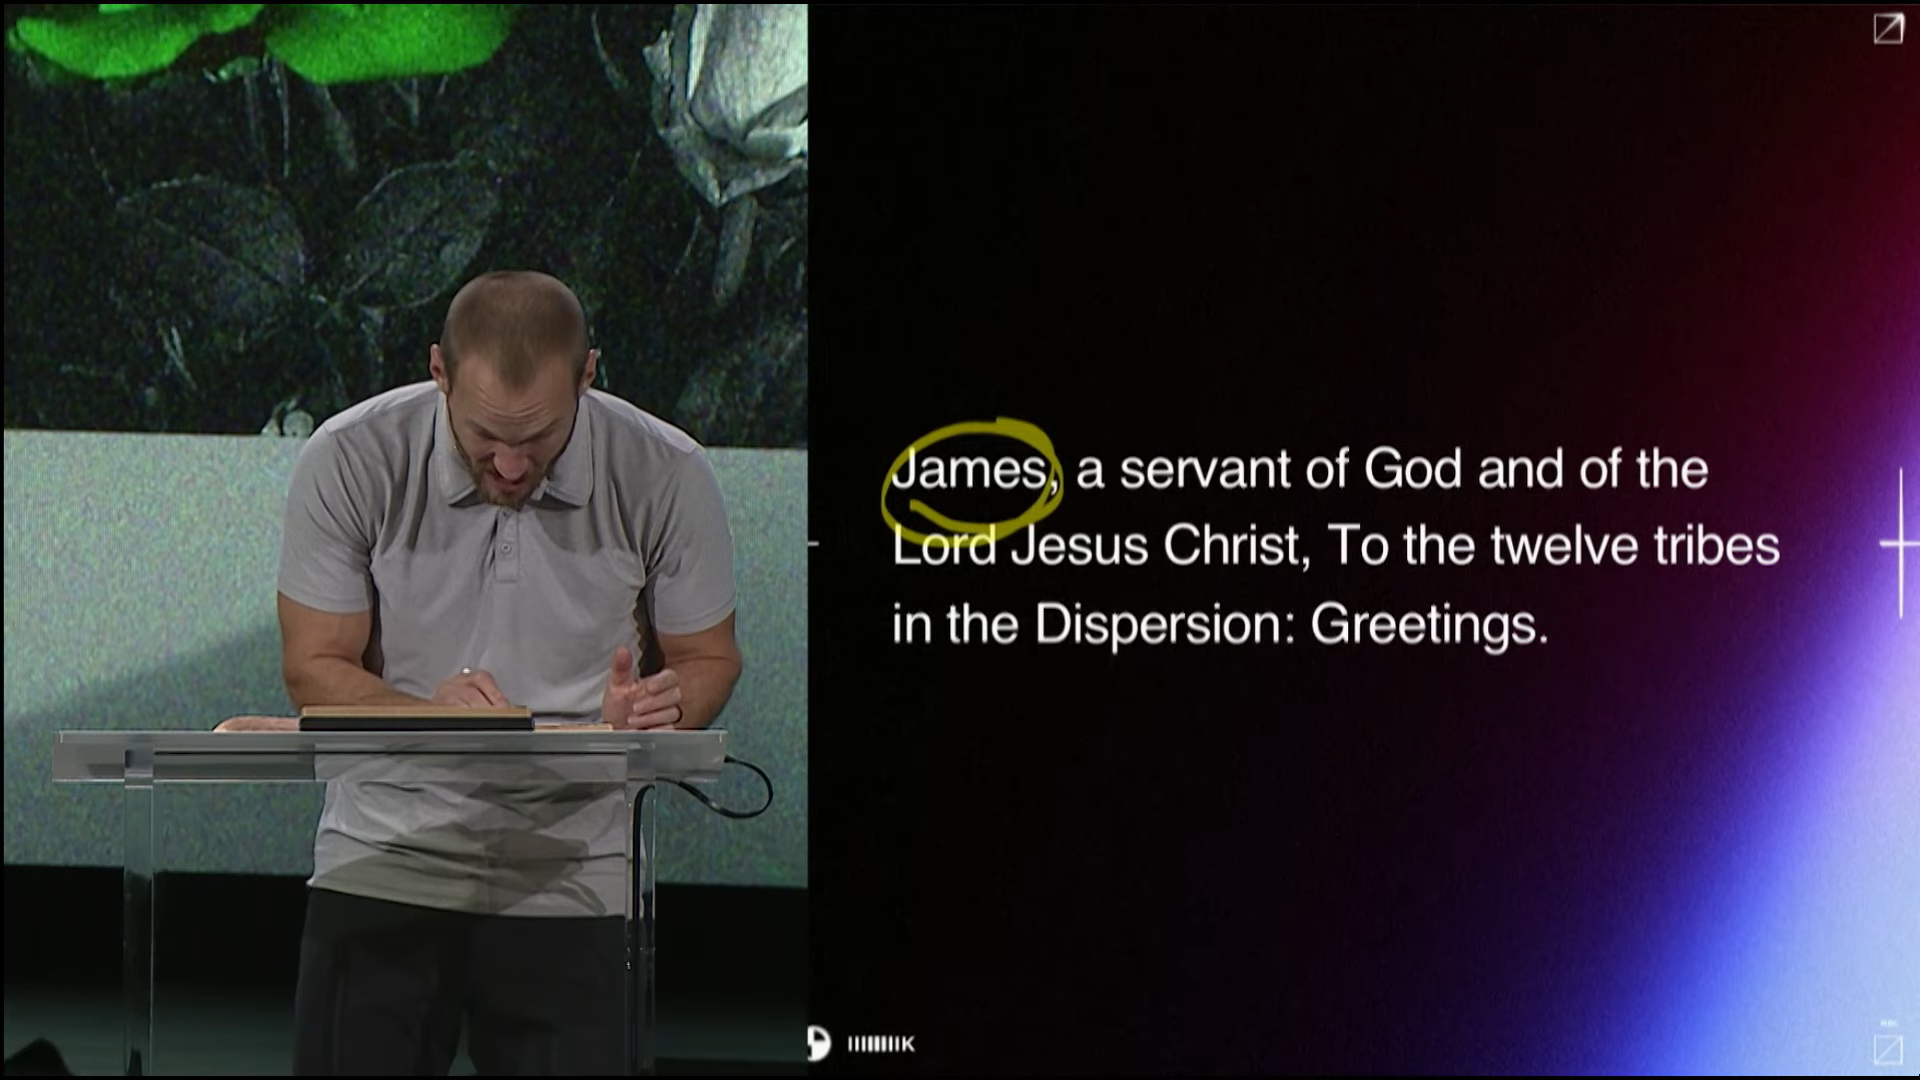 James, a servant of God and of the
Lord Jesus Christ, To the twelve tribes
in the Dispersion: Greetings.